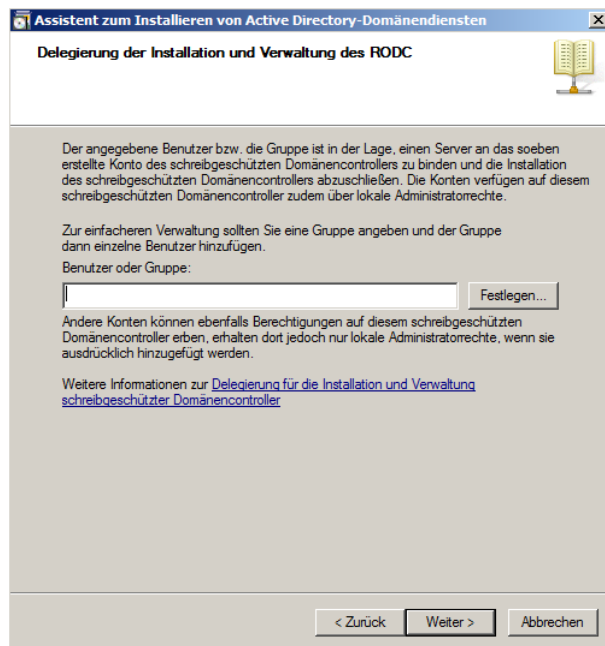 Assistent zum Installieren von Active Directory-Domänendiensten
Delegierung der Installation und Verwaltung des RODC
Der angegebene Benutzer bzw. die Gruppe ist in der Lage, einen Server an das soeben
erstellte Konto des schreibgeschützten Domänencontrollers zu binden und die Installation
des schreibgeschützten Domänencontrollers abzuschließen. Die Konten verfügen auf diesem
schreibgeschützten Domänencontroller zudem über lokale Administratorrechte.
Zur einfacheren Verwaltung sollten Sie eine Gruppe angeben und der Gruppe
dann einzelne Benutzer hinzufügen.
Benutzer oder Gruppe:
Festlegen...
Andere Konten können ebenfalls Berechtigungen auf diesem schreibgeschützten
Domänencontroller erben, erhalten dort jedoch nur lokale Administratorrechte, wenn sie
ausdrücklich hinzugefügt werden.
Weitere Informationen zur Delegierung für die Installation und Verwaltung
schreibgeschützter Domänencontroller
< Zurück Weiter > Abbrechen